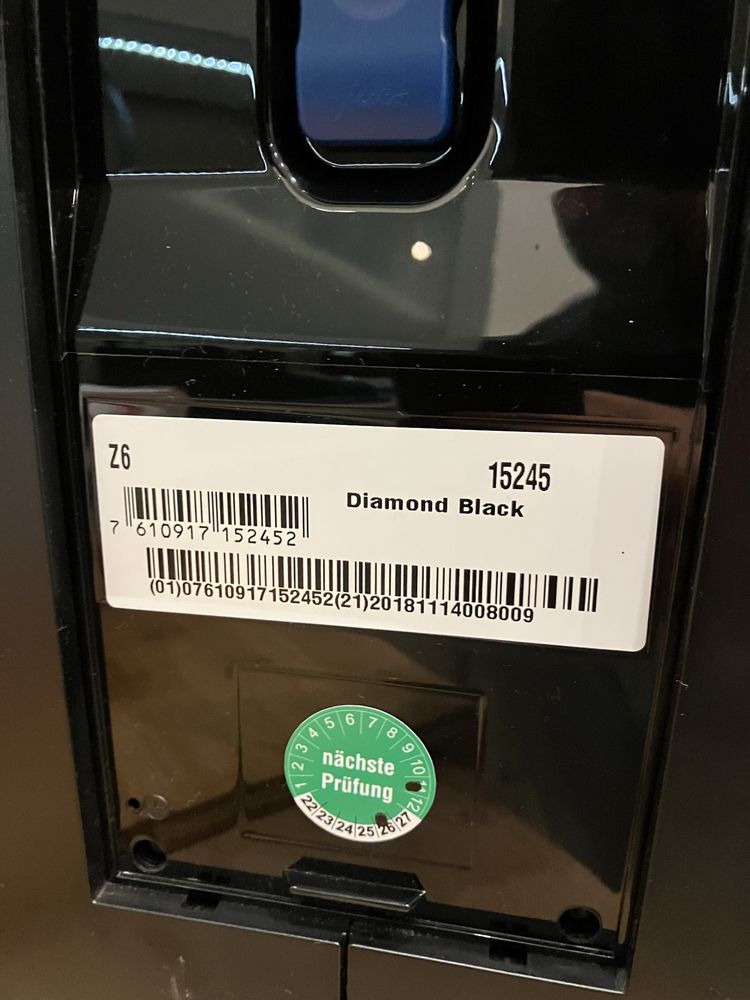 Z6
15245
Diamond Black
7 610917 152452
(01)07610917152452(21)20181114008009
1 2 3 4 5 6 7 8 9 10 12
nächste
Prüfung
22 23 24 25 26 27